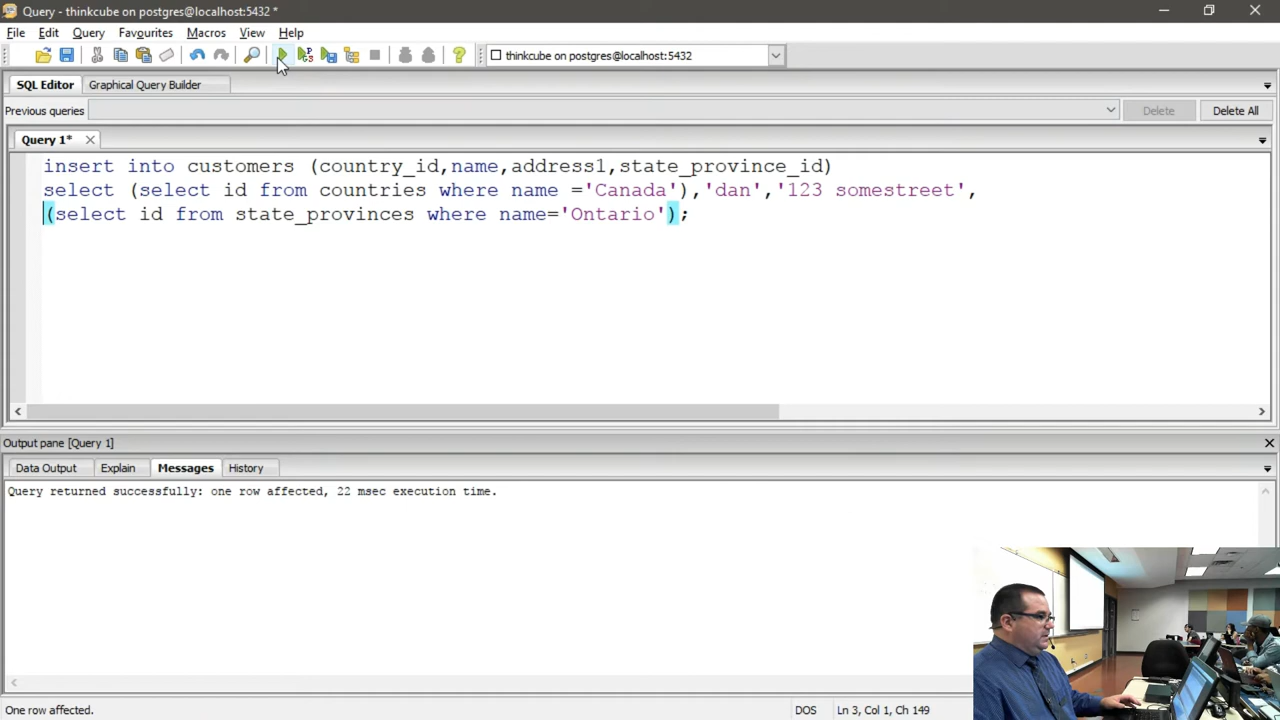 Query - thinkcube on postgres@localhost:5432 *
File Edit Query Favourites Macros View Help
thinkcube on postgres@localhost:5432
SQL Editor Graphical Query Builder
Previous queries Delete Delete All
Query 1*
insert into customers (country_id,name,address1,state_province_id)
select (select id from countries where name ='Canada'),'dan','123 somestreet',
(select id from state_provinces where name='Ontario');
Output pane [Query 1]
Data Output Explain Messages History
Query returned successfully: one row affected, 22 msec execution time.
One row affected. DOS Ln 3, Col 1, Ch 149